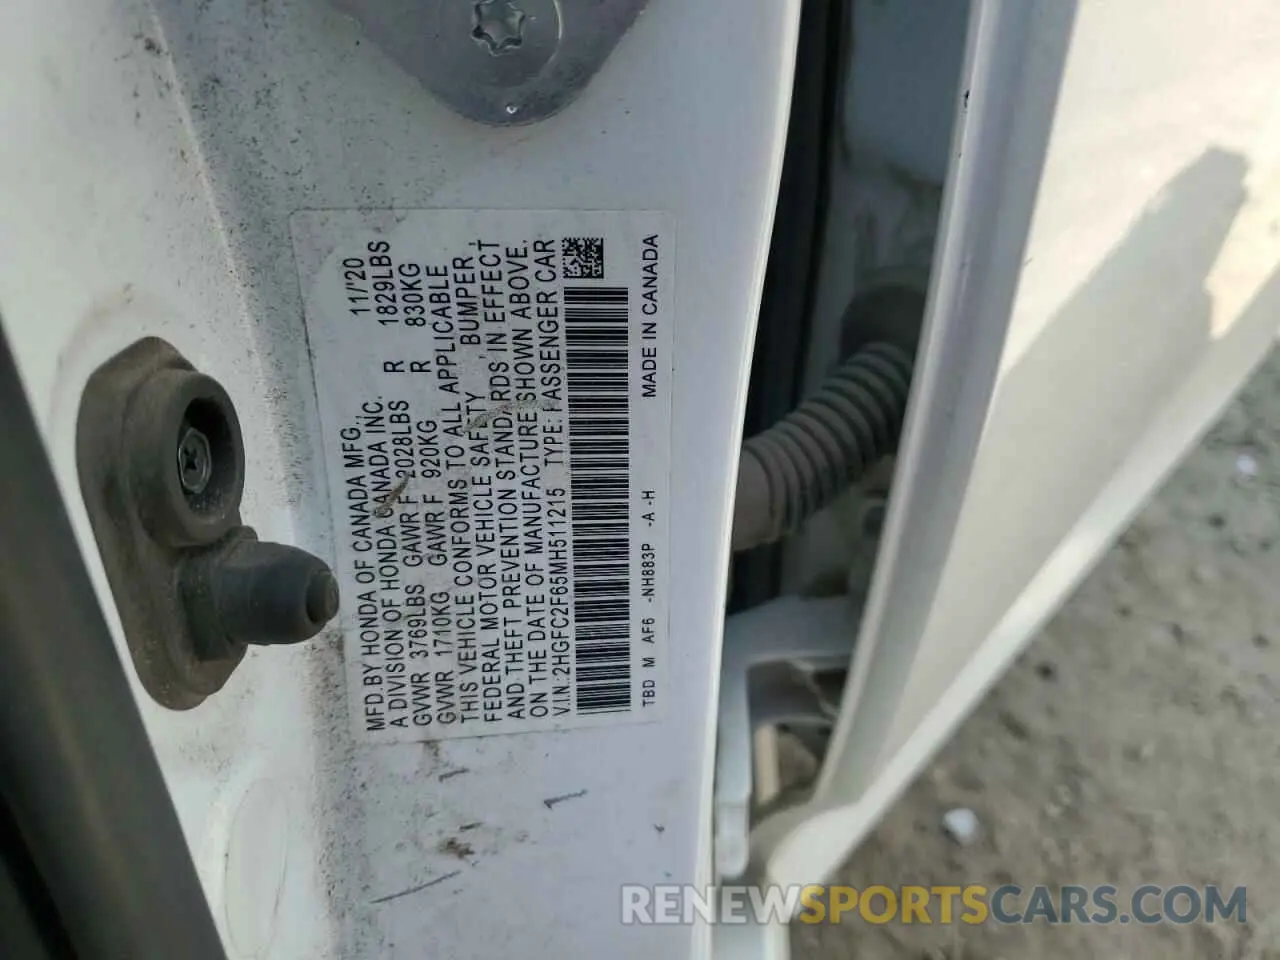 MFD.BY HONDA OF CANADA MFG., 11/'20
A DIVISION OF HONDA CANADA INC.
GVWR 3769LBS GAWR F 2028LBS R 1829LBS
GVWR 1710KG GAWR F 920KG R 830KG
THIS VEHICLE CONFORMS TO ALL APPLICABLE
FEDERAL MOTOR VEHICLE SAFETY, BUMPER,
AND THEFT PREVENTION STANDARDS IN EFFECT
ON THE DATE OF MANUFACTURE SHOWN ABOVE.
V.I.N.:2HGFC2F65MH511215 TYPE: PASSENGER CAR
TBD M AF6 -NH883P -A -H MADE IN CANADA
RENEWSPORTSCARS.COM